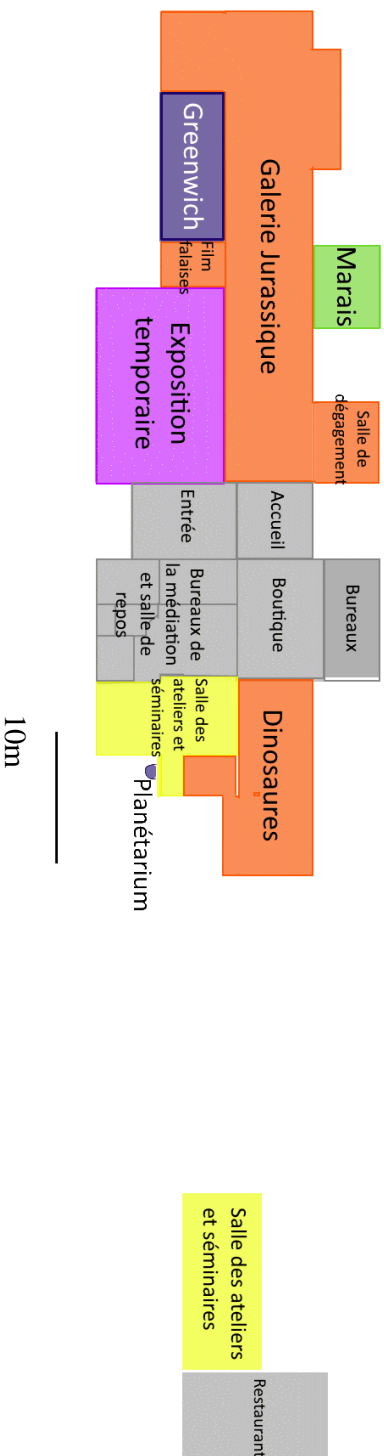 Greenwich
Film
falaises
Galerie Jurassique
Marais
Salle de
dégagement
Exposition
temporaire
Entrée
Accueil
Bureaux de
la médiation
et salle de
repos
Boutique
Bureaux
Salle des
ateliers et
séminaires
Dinosaures
Planétarium
10m
Salle des ateliers
et séminaires
Restaurant